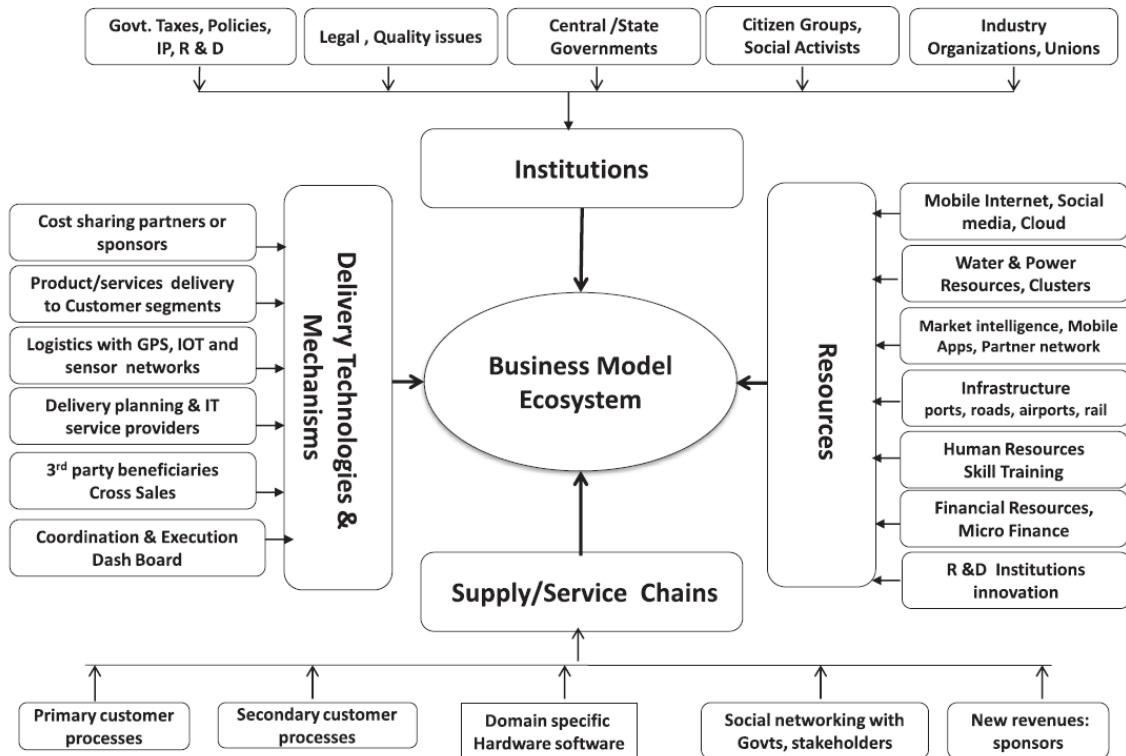 Govt. Taxes, Policies,
IP, R & D
Legal , Quality issues
Central /State
Governments
Citizen Groups,
Social Activists
Industry
Organizations, Unions
Institutions
Cost sharing partners or
sponsors
Product/services delivery
to Customer segments
Logistics with GPS, IOT and
sensor networks
Delivery planning & IT
service providers
3rd party beneficiaries
Cross Sales
Coordination & Execution
Dash Board
Delivery Technologies &
Mechanisms
Business Model
Ecosystem
Resources
Mobile Internet, Social
media, Cloud
Water & Power
Resources, Clusters
Market intelligence, Mobile
Apps, Partner network
Infrastructure
ports, roads, airports, rail
Human Resources
Skill Training
Financial Resources,
Micro Finance
R &D Institutions
innovation
Supply/Service Chains
Primary customer
processes
Secondary customer
processes
Domain specific
Hardware software
Social networking with
Govts, stakeholders
New revenues:
sponsors